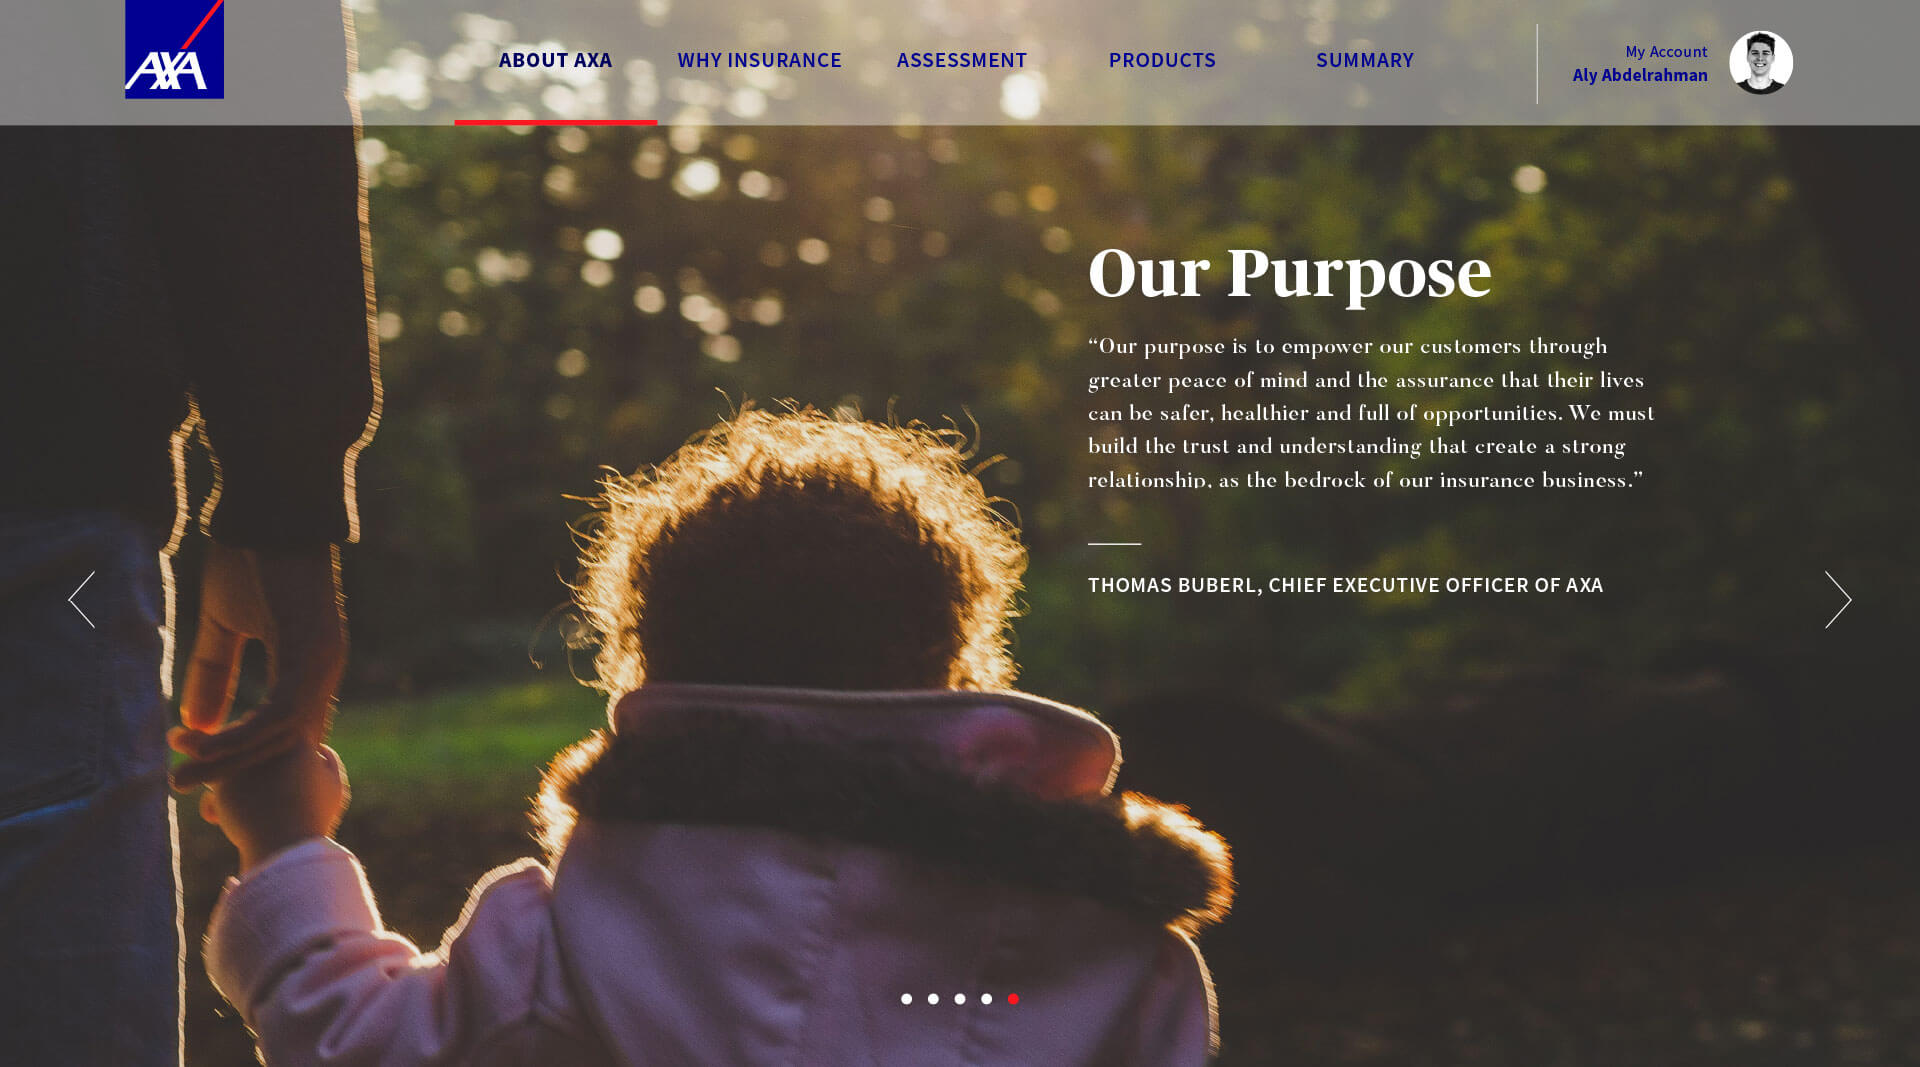 AXA
ABOUT AXA
WHY INSURANCE
ASSESSMENT
PRODUCTS
SUMMARY
My Account
Aly Abdelrahman
Our Purpose
“Our purpose is to empower our customers through
greater peace of mind and the assurance that their lives
can be safer, healthier and full of opportunities. We must
build the trust and understanding that create a strong
relationship, as the bedrock of our insurance business.”
THOMAS BUBERL, CHIEF EXECUTIVE OFFICER OF AXA